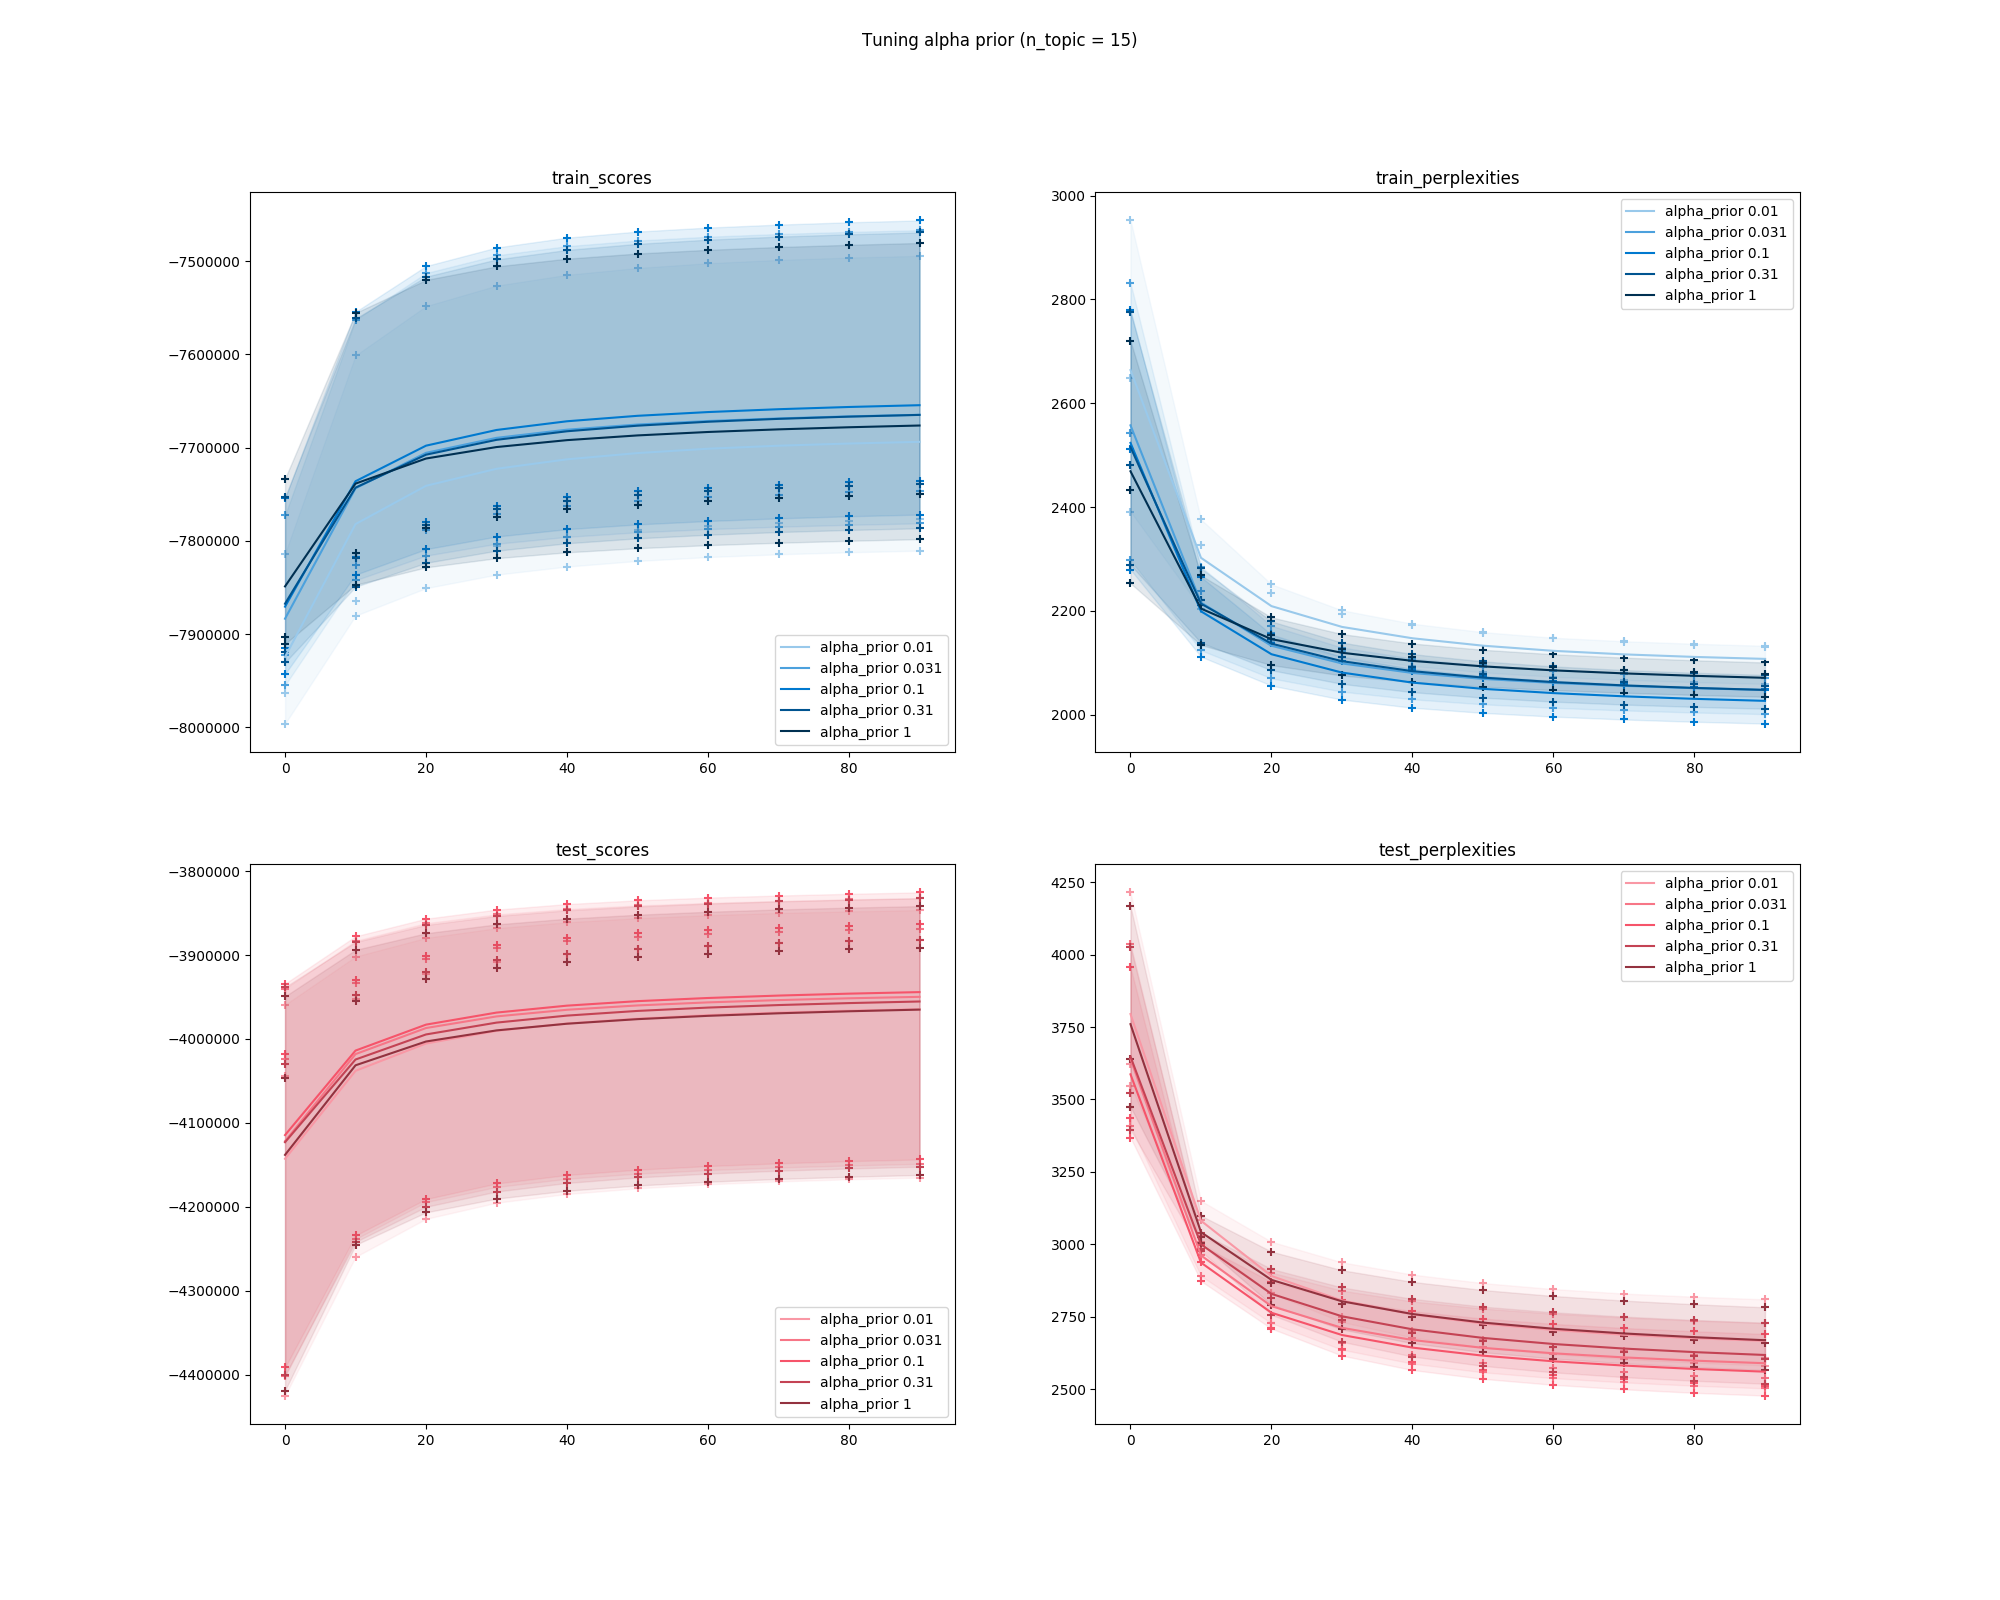 Tuning alpha prior (n_topic = 15)
train_scores
−7500000
−7600000
−7700000
−7800000
−7900000
−8000000
0 20 40 60 80
alpha_prior 0.01
alpha_prior 0.031
alpha_prior 0.1
alpha_prior 0.31
alpha_prior 1
train_perplexities
3000
2800
2600
2400
2200
2000
0 20 40 60 80
alpha_prior 0.01
alpha_prior 0.031
alpha_prior 0.1
alpha_prior 0.31
alpha_prior 1
test_scores
−3800000
−3900000
−4000000
−4100000
−4200000
−4300000
−4400000
0 20 40 60 80
alpha_prior 0.01
alpha_prior 0.031
alpha_prior 0.1
alpha_prior 0.31
alpha_prior 1
test_perplexities
4250
4000
3750
3500
3250
3000
2750
2500
0 20 40 60 80
alpha_prior 0.01
alpha_prior 0.031
alpha_prior 0.1
alpha_prior 0.31
alpha_prior 1